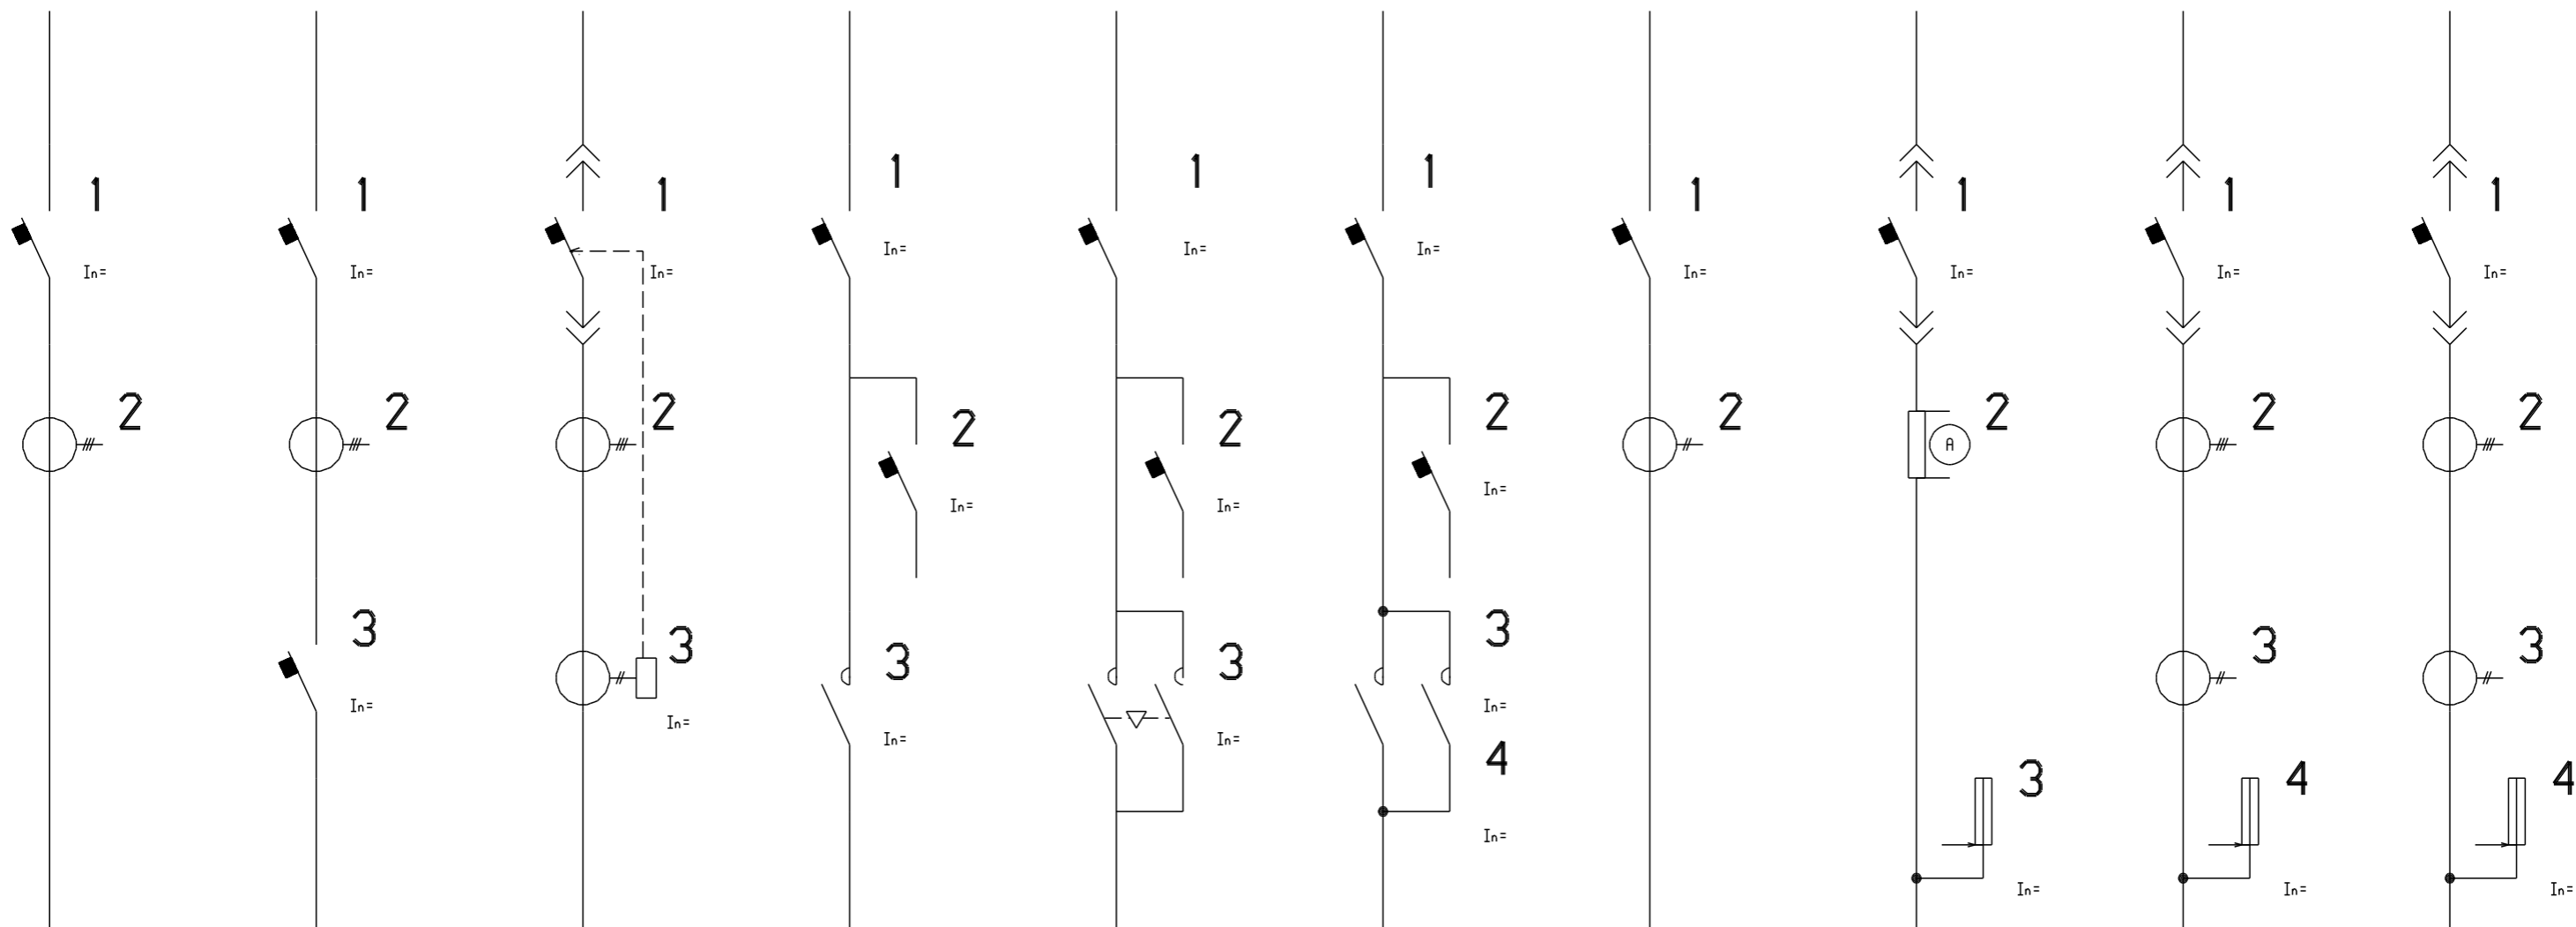 1
In=
2
1
In=
2
3
In=
1
In=
2
3
In=
1
In=
2
In=
3
In=
1
In=
2
In=
3
In=
1
In=
2
In=
3
In=
4
In=
1
In=
2
1
In=
A
2
3
In=
1
In=
2
3
4
In=
1
In=
2
3
4
In=